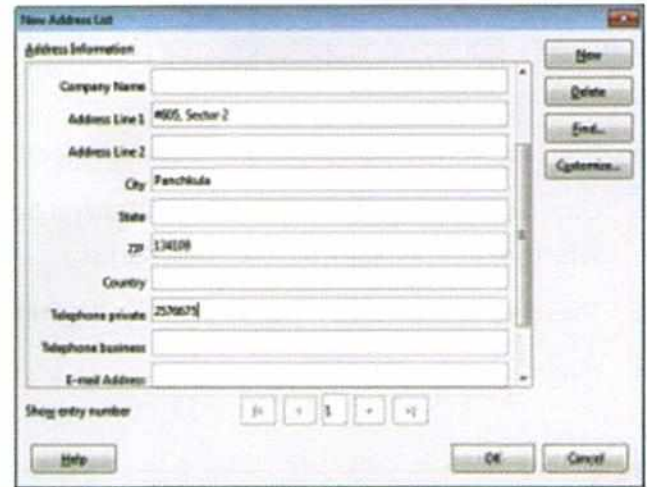 New Address List
Address Information
New
Company Name
Delete
Address Line 1 #605, Sector-2
Find...
Address Line 2
Customize...
City Panchkula
State
ZIP 134108
Country
Telephone private 2576675
Telephone business
E-mail Address
Show entry number |< < 1 > >|
Help OK Cancel